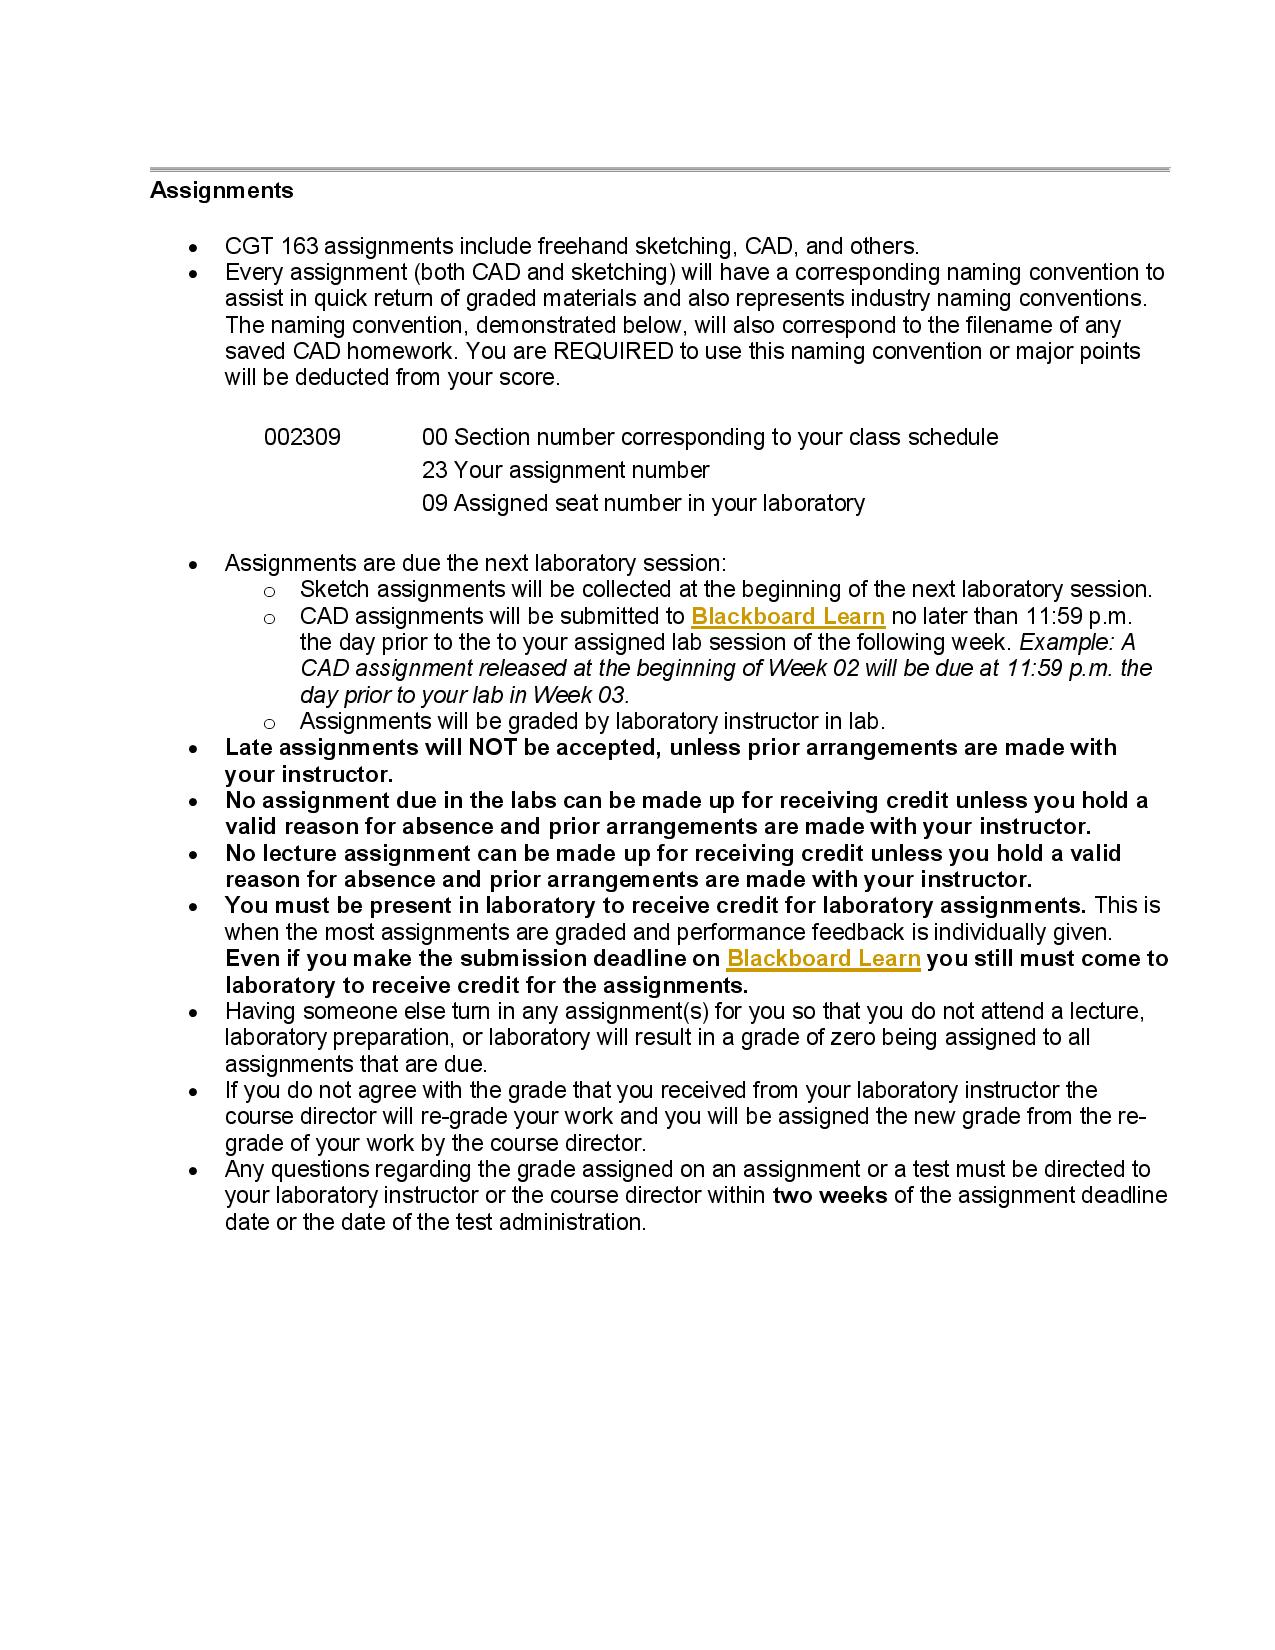 Assignments
• CGT 163 assignments include freehand sketching, CAD, and others.
• Every assignment (both CAD and sketching) will have a corresponding naming convention to
assist in quick return of graded materials and also represents industry naming conventions.
The naming convention, demonstrated below, will also correspond to the filename of any
saved CAD homework. You are REQUIRED to use this naming convention or major points
will be deducted from your score.
002309 00 Section number corresponding to your class schedule
23 Your assignment number
09 Assigned seat number in your laboratory
• Assignments are due the next laboratory session:
o Sketch assignments will be collected at the beginning of the next laboratory session.
o CAD assignments will be submitted to Blackboard Learn no later than 11:59 p.m.
the day prior to the to your assigned lab session of the following week. Example: A
CAD assignment released at the beginning of Week 02 will be due at 11:59 p.m. the
day prior to your lab in Week 03.
o Assignments will be graded by laboratory instructor in lab.
• Late assignments will NOT be accepted, unless prior arrangements are made with
your instructor.
• No assignment due in the labs can be made up for receiving credit unless you hold a
valid reason for absence and prior arrangements are made with your instructor.
• No lecture assignment can be made up for receiving credit unless you hold a valid
reason for absence and prior arrangements are made with your instructor.
• You must be present in laboratory to receive credit for laboratory assignments. This is
when the most assignments are graded and performance feedback is individually given.
Even if you make the submission deadline on Blackboard Learn you still must come to
laboratory to receive credit for the assignments.
• Having someone else turn in any assignment(s) for you so that you do not attend a lecture,
laboratory preparation, or laboratory will result in a grade of zero being assigned to all
assignments that are due.
• If you do not agree with the grade that you received from your laboratory instructor the
course director will re-grade your work and you will be assigned the new grade from the re-
grade of your work by the course director.
• Any questions regarding the grade assigned on an assignment or a test must be directed to
your laboratory instructor or the course director within two weeks of the assignment deadline
date or the date of the test administration.